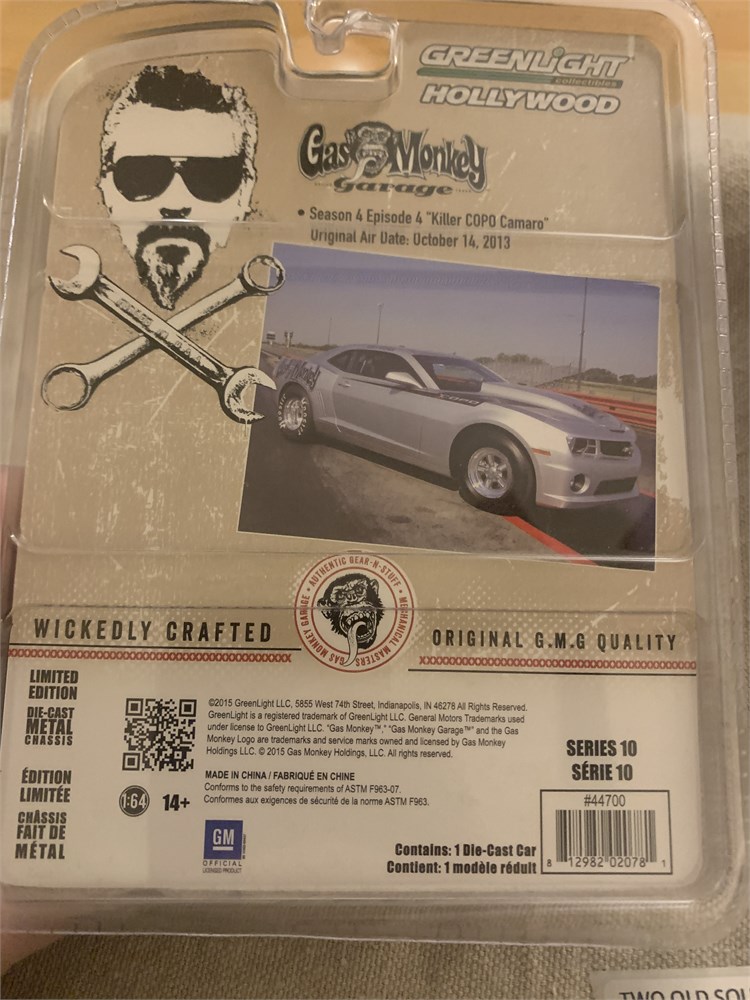 GREENLIGHT
collectibles
HOLLYWOOD
Gas Monkey
Garage
• Season 4 Episode 4 "Killer COPO Camaro"
Original Air Date: October 14, 2013
COPO
AUTHENTIC GEAR-N-STUFF • MECHANICAL MASTERS • GAS MONKEY GARAGE •
WICKEDLY CRAFTED
ORIGINAL G.M.G QUALITY
LIMITED
EDITION
DIE-CAST
METAL
CHASSIS
ÉDITION
LIMITÉE
CHÂSSIS
FAIT DE
MÉTAL
©2015 GreenLight LLC, 5855 West 74th Street, Indianapolis, IN 46278 All Rights Reserved.
GreenLight is a registered trademark of GreenLight LLC. General Motors Trademarks used
under license to GreenLight LLC. "Gas Monkey™," "Gas Monkey Garage™" and the Gas
Monkey Logo are trademarks and service marks owned and licensed by Gas Monkey
Holdings LLC. © 2015 Gas Monkey Holdings, LLC. All rights reserved.
MADE IN CHINA / FABRIQUÉ EN CHINE
Conforms to the safety requirements of ASTM F963-07.
Conformes aux exigences de sécurité de la norme ASTM F963.
1:64
14+
GM
OFFICIAL
LICENSED PRODUCT
SERIES 10
SÉRIE 10
#44700
8 12982 02078 1
Contains: 1 Die-Cast Car
Contient: 1 modèle réduit
TWO OLD